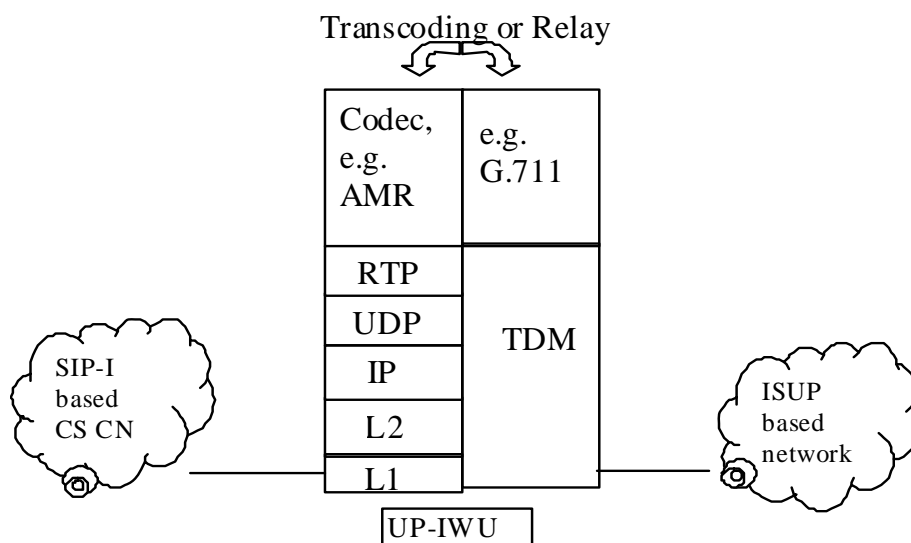 Transcoding or Relay
Codec,
e.g.
AMR
e.g.
G.711
RTP
UDP
IP
L2
L1
TDM
SIP-I
based
CS CN
ISUP
based
network
UP-IWU